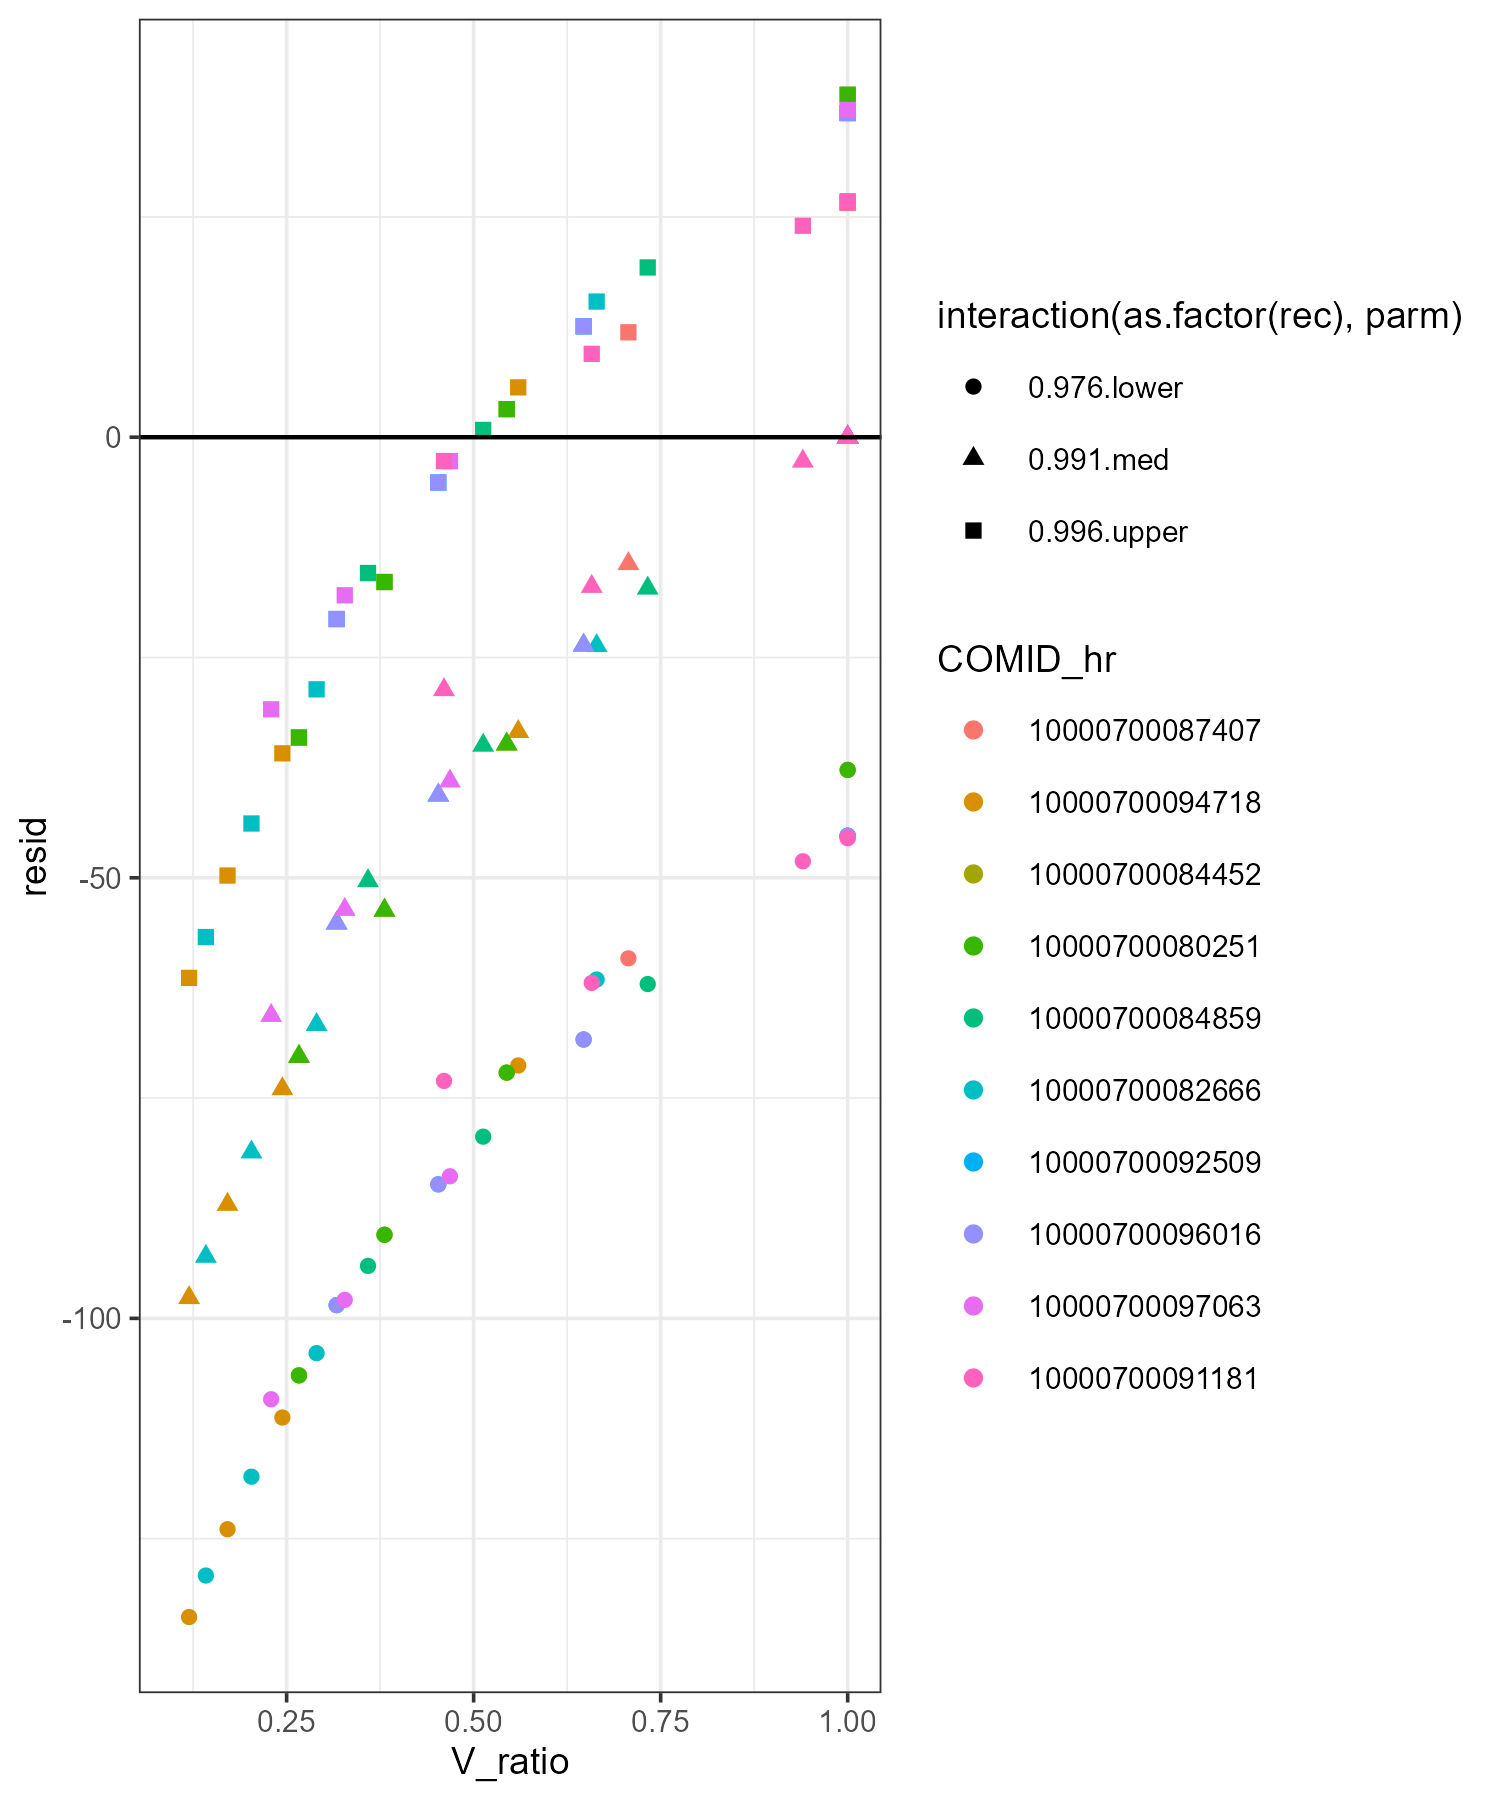 interaction(as.factor(rec), parm)
0.976.lower
0.991.med
0.996.upper
COMID_hr
10000700087407
10000700094718
10000700084452
10000700080251
10000700084859
10000700082666
10000700092509
10000700096016
10000700097063
10000700091181
resid
0
-50
-100
0.25 0.50 0.75 1.00
V_ratio